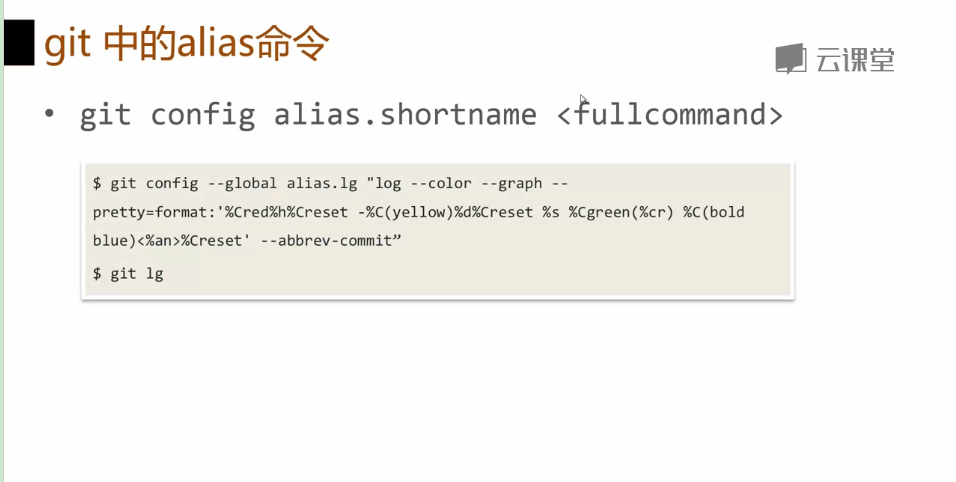 git 中的alias命令
云课堂
• git config alias.shortname <fullcommand>
$ git config --global alias.lg "log --color --graph --
pretty=format:'%Cred%h%Creset -%C(yellow)%d%Creset %s %Cgreen(%cr) %C(bold
blue)<%an>%Creset' --abbrev-commit”
$ git lg